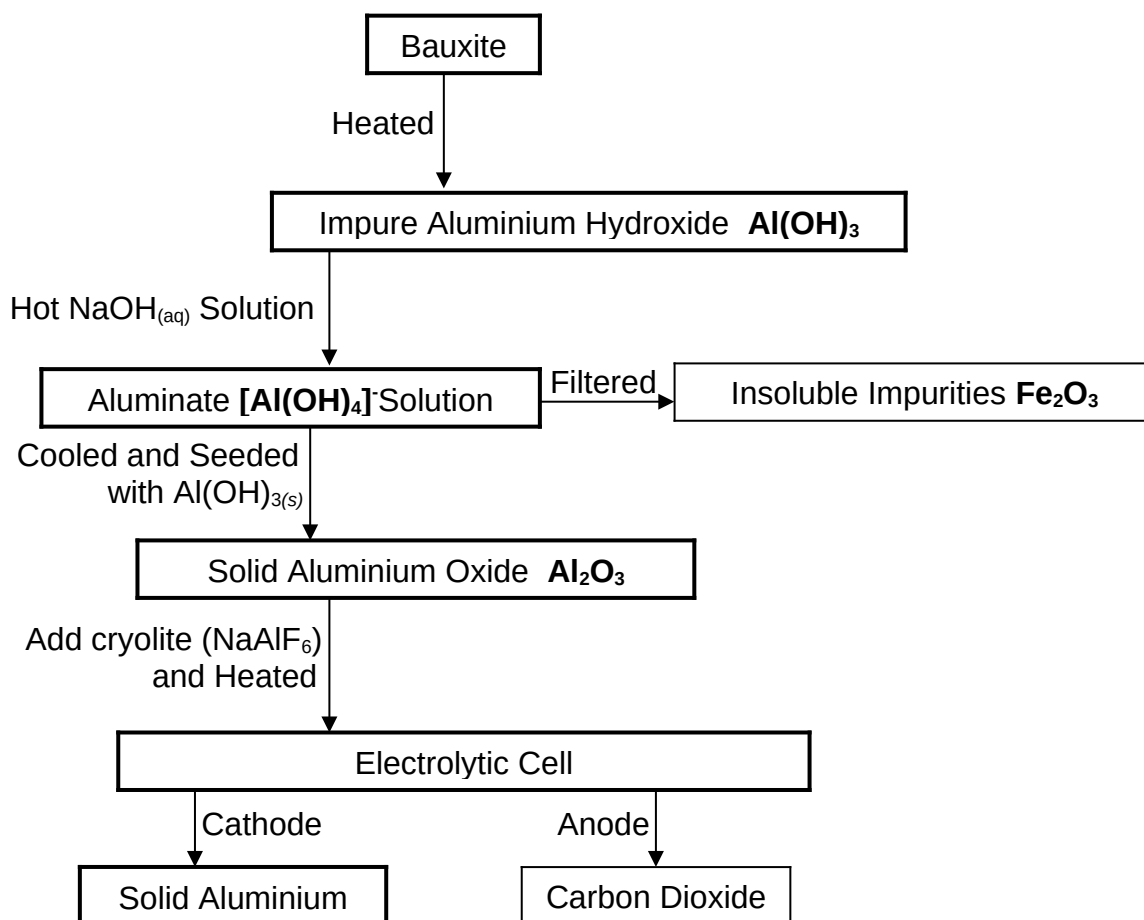 Bauxite
Heated
Impure Aluminium Hydroxide Al(OH)₃
Hot NaOH₍aq₎ Solution
Aluminate [Al(OH)₄]⁻Solution
Filtered
Insoluble Impurities Fe₂O₃
Cooled and Seeded
with Al(OH)₃₍s₎
Solid Aluminium Oxide Al₂O₃
Add cryolite (NaAlF₆)
and Heated
Electrolytic Cell
Cathode
Anode
Solid Aluminium
Carbon Dioxide